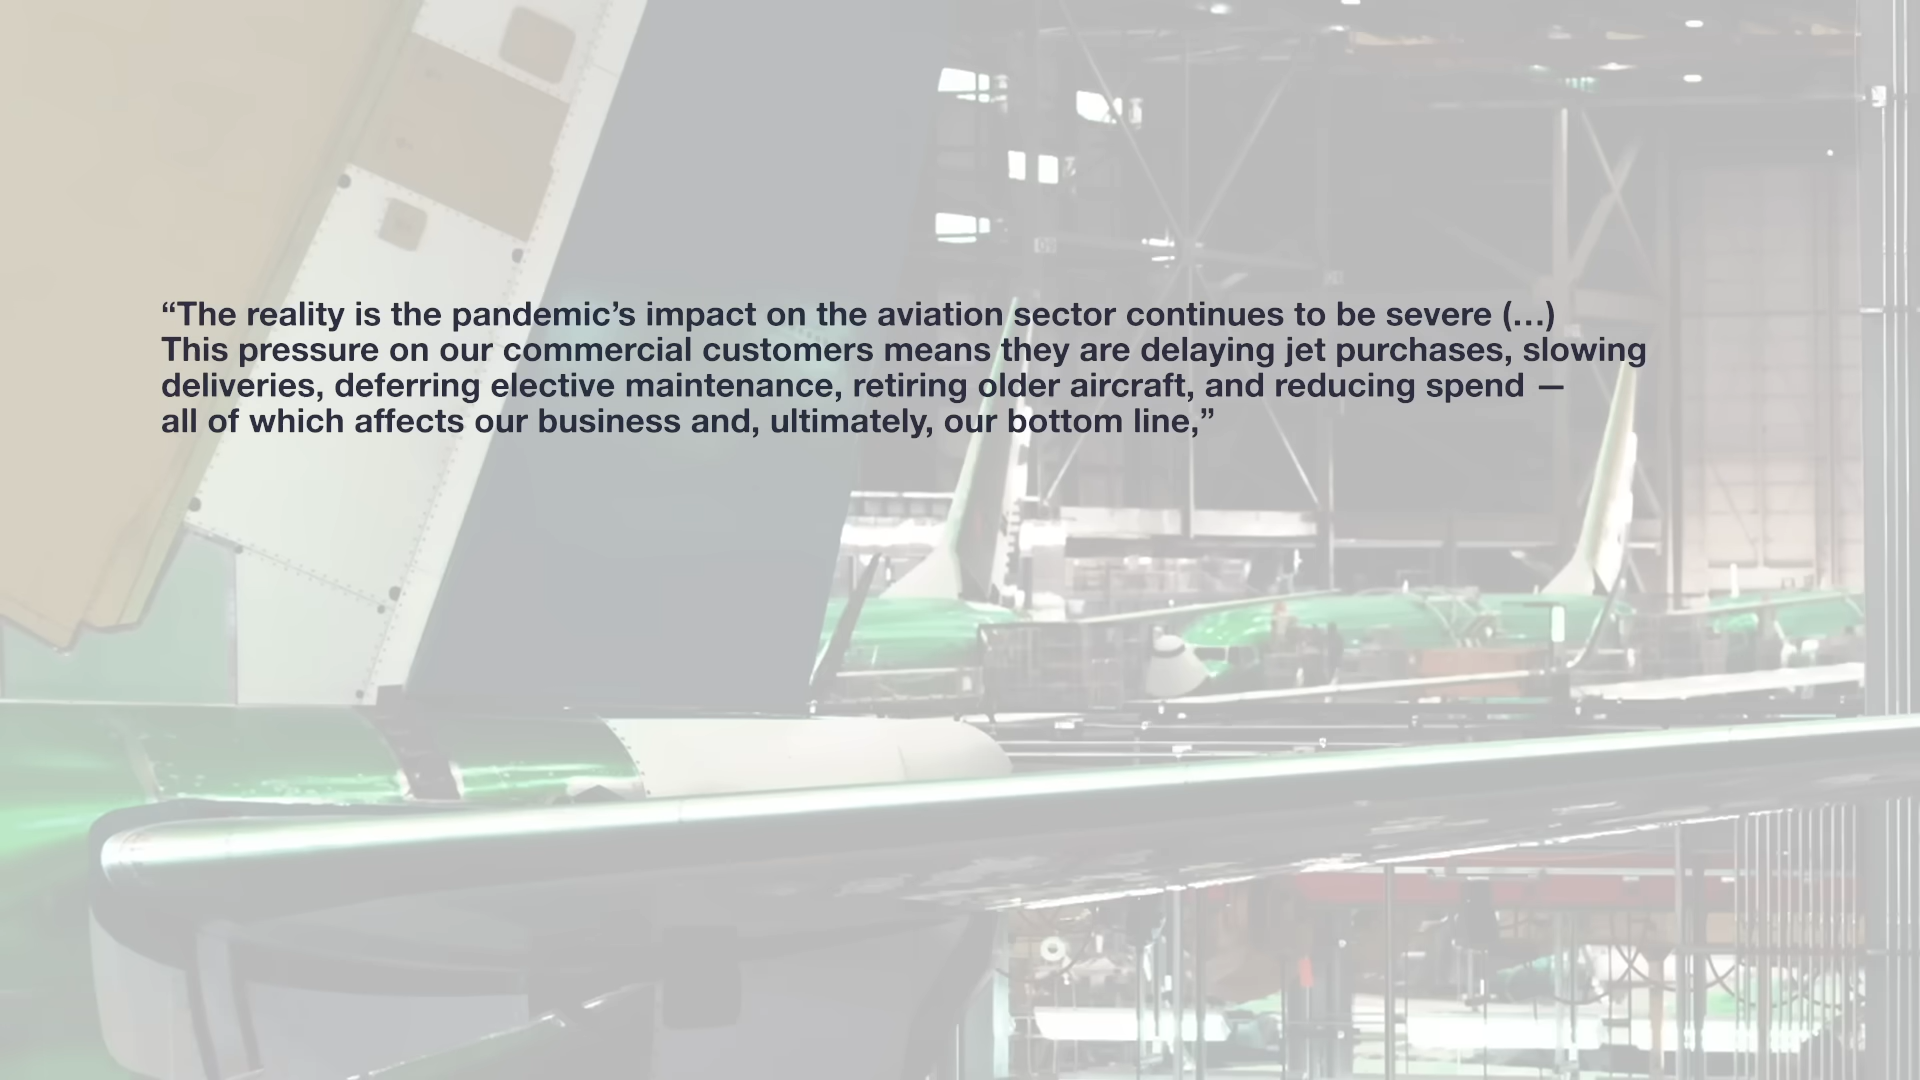 “The reality is the pandemic’s impact on the aviation sector continues to be severe (…)
This pressure on our commercial customers means they are delaying jet purchases, slowing
deliveries, deferring elective maintenance, retiring older aircraft, and reducing spend —
all of which affects our business and, ultimately, our bottom line,”